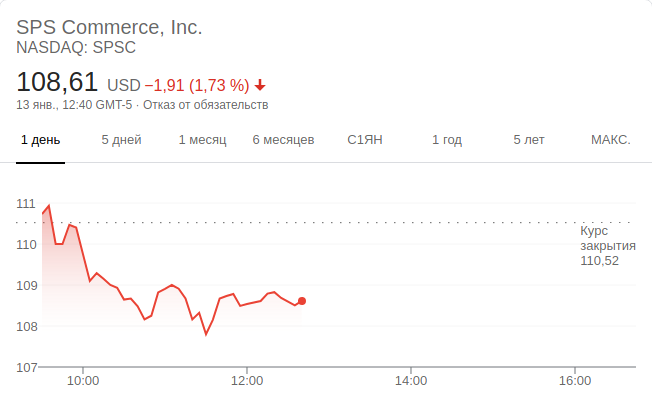 SPS Commerce, Inc.
NASDAQ: SPSC
108,61 USD −1,91 (1,73 %)
13 янв., 12:40 GMT-5 · Отказ от обязательств
1 день 5 дней 1 месяц 6 месяцев С1ЯН 1 год 5 лет МАКС.
111
Курс
110 закрытия
110,52
109
108
107
10:00 12:00 14:00 16:00